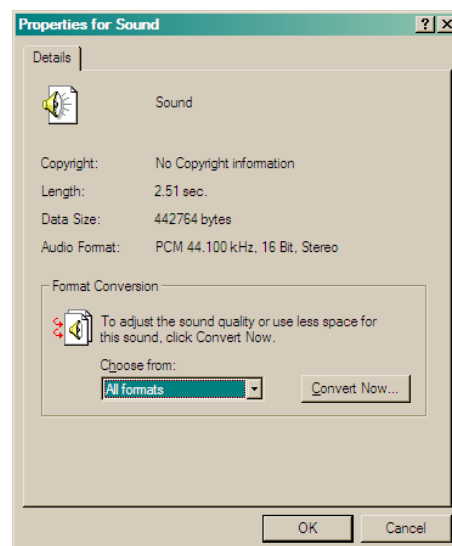 Properties for Sound
Details
Sound
Copyright: No Copyright information
Length: 2.51 sec.
Data Size: 442764 bytes
Audio Format: PCM 44.100 kHz, 16 Bit, Stereo
Format Conversion
To adjust the sound quality or use less space for
this sound, click Convert Now.
Choose from:
All formats Convert Now...
OK Cancel